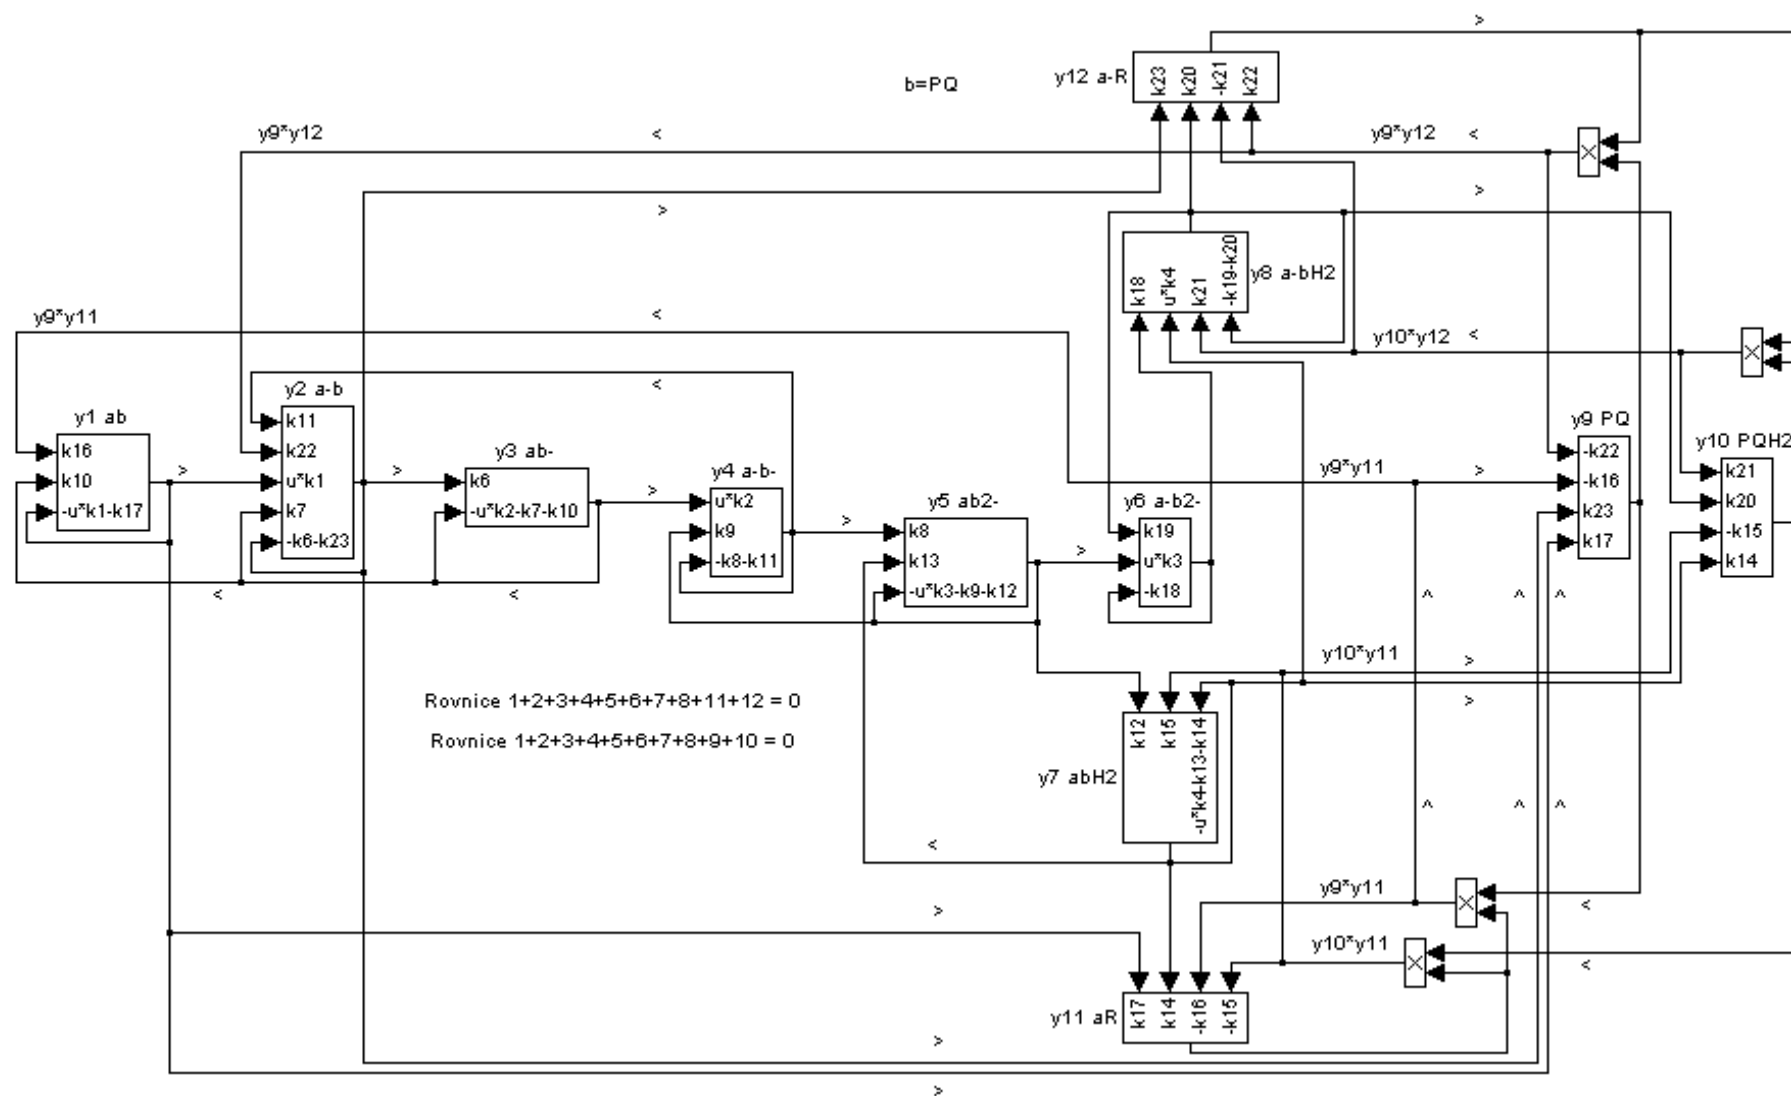 y12 a-R
k23
k20
-k21
k22
b=PQ
y9*y12
y9*y12
k18
u*k4
k21
-k19-k20
y8 a-bH2
y9*y11
y10*y12
y1 ab
k16
k10
-u*k1-k17
y2 a-b
k11
k22
u*k1
k7
-k6-k23
y3 ab-
k6
-u*k2-k7-k10
y4 a-b-
u*k2
k9
-k8-k11
y5 ab2-
k8
k13
-u*k3-k9-k12
y6 a-b2-
k19
u*k3
-k18
y9*y11
y9 PQ
-k22
-k16
k23
k17
y10 PQH2
k21
k20
-k15
k14
y10*y11
Rovnice 1+2+3+4+5+6+7+8+11+12 = 0
Rovnice 1+2+3+4+5+6+7+8+9+10 = 0
y7 abH2
k12
k15
-u*k4-k13-k14
y9*y11
y10*y11
y11 aR
k17
k14
-k16
-k15